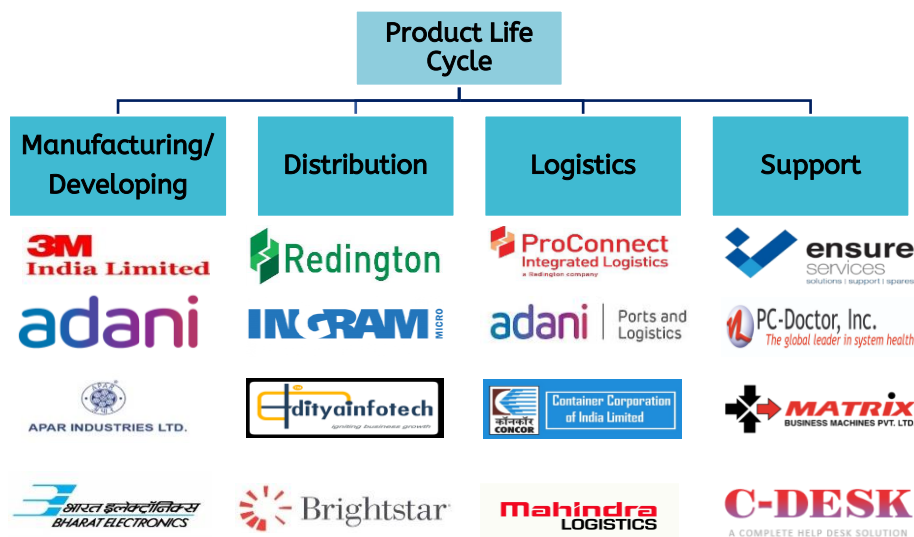 Product Life
Cycle
Manufacturing/
Developing
Distribution
Logistics
Support
3M
India Limited
adani
APAR
APAR INDUSTRIES LTD.
भारत इलेक्ट्रॉनिक्स
BHARAT ELECTRONICS
Redington
INGRAM MICRO
adityainfotech
igniting business growth
Brightstar
ProConnect
Integrated Logistics
a Redington company
adani
Ports and
Logistics
कॉनकॉर
CONCOR
Container Corporation
of India Limited
Mahindra
LOGISTICS
ensure
services
solutions | support | spares
PC-Doctor, Inc.
The global leader in system health
MATRIX
BUSINESS MACHINES PVT. LTD
C-DESK
A COMPLETE HELP DESK SOLUTION